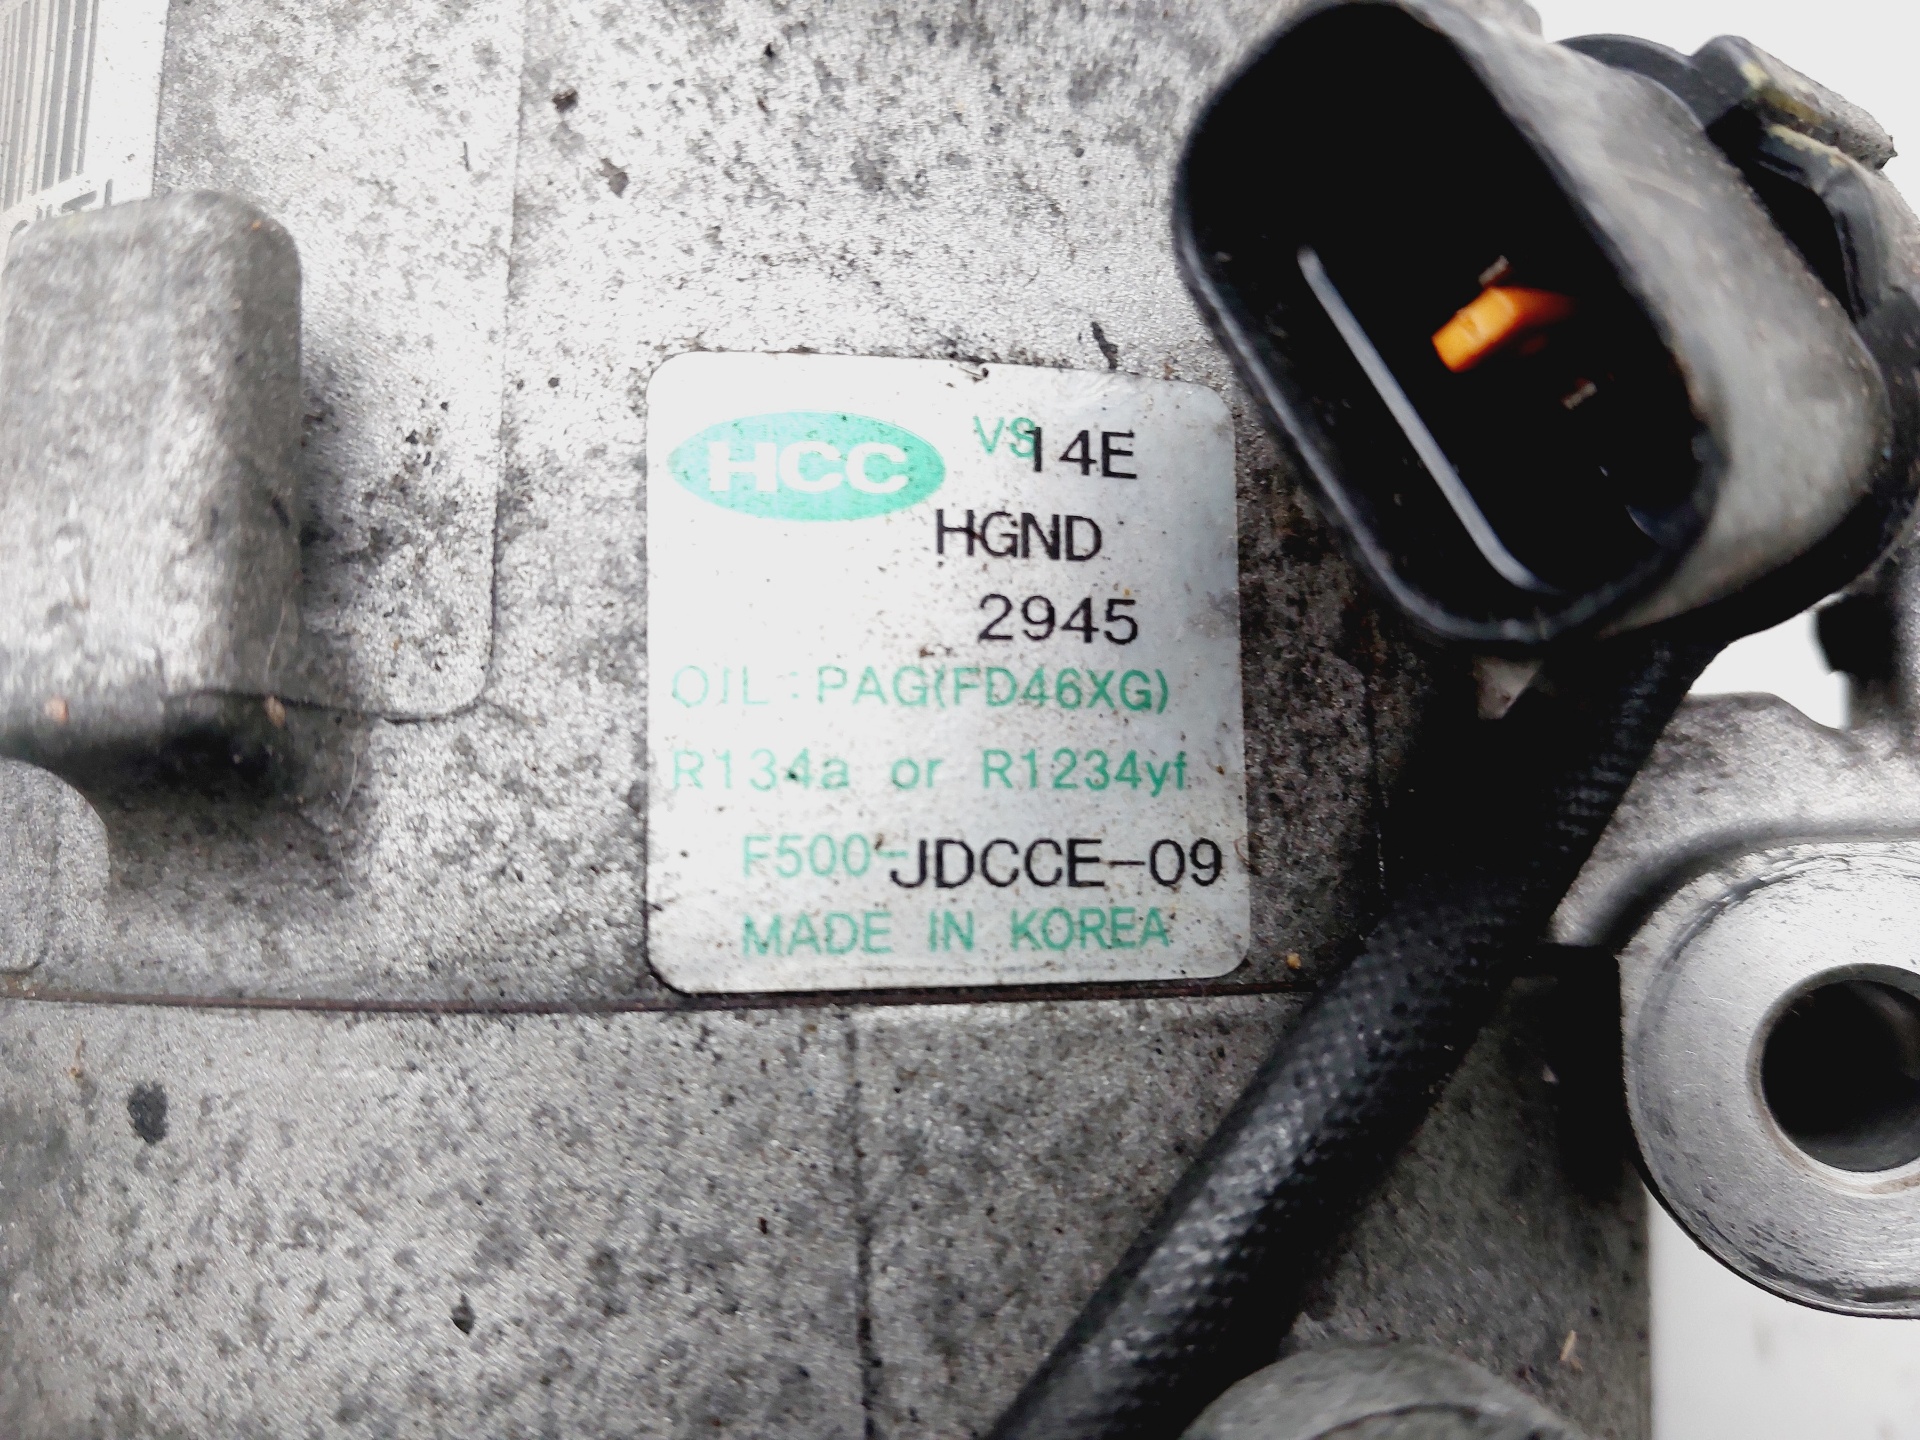 HCC VS14E
HGND
2945
OIL : PAG(FD46XG)
R134a or R1234yf
F500-JDCCE-09
MADE IN KOREA